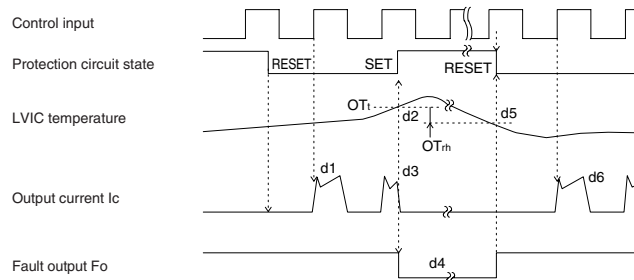 Control input
Protection circuit state
RESET
SET
RESET
LVIC temperature
OTt
d2
d5
OTrh
d1
d3
d6
Output current Ic
d4
Fault output Fo